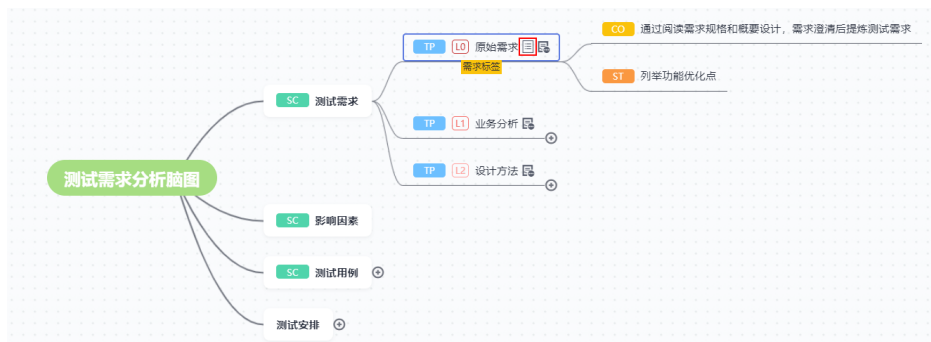 测试需求分析脑图
SC 测试需求
TP L0 原始需求
需求标签
CO 通过阅读需求规格和概要设计，需求澄清后提炼测试需求
ST 列举功能优化点
TP L1 业务分析
TP L2 设计方法
SC 影响因素
SC 测试用例
测试安排